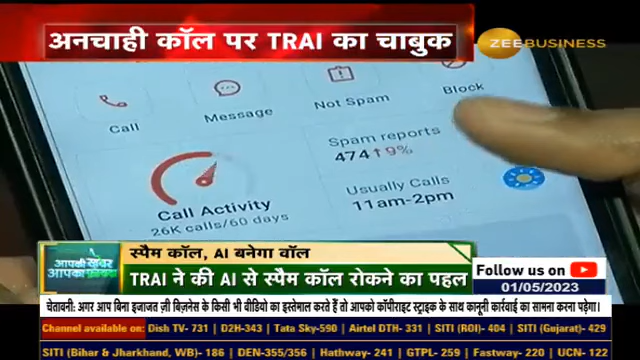 अनचाही कॉल पर TRAI का चाबुक
ZEEBUSINESS
Call
Message
Not Spam
Block
Spam reports
474↑9%
Call Activity
26K calls/60 days
Usually Calls
11am-2pm
आपकी खबर
आपका फायदा
स्पैम कॉल, AI बनेगा वॉल
TRAI ने की AI से स्पैम कॉल रोकने का पहल
Follow us on
01/05/2023
चेतावनी: अगर आप बिना इजाजत ज़ी बिज़नेस के किसी भी वीडियो का इस्तेमाल करते हैं तो आपको कॉपीराइट स्ट्राइक के साथ कानूनी कार्रवाई का सामना करना पड़ेगा।
Channel available on: Dish TV- 731 | D2H-343 | Tata Sky-590 | Airtel DTH- 331 | SITI (ROI)- 404 | SITI (Gujarat)- 429
SITI (Bihar & Jharkhand, WB)- 186 | DEN-355/356 | Hathway- 241 | GTPL- 259 | Fastway- 220 | UCN- 122